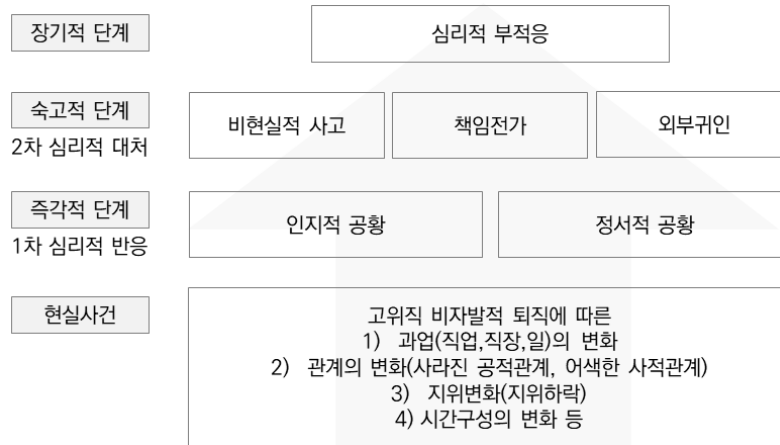 장기적 단계
심리적 부적응
숙고적 단계
2차 심리적 대처
비현실적 사고
책임전가
외부귀인
즉각적 단계
1차 심리적 반응
인지적 공황
정서적 공황
현실사건
고위직 비자발적 퇴직에 따른
1) 과업(직업,직장,일)의 변화
2) 관계의 변화(사라진 공적관계, 어색한 사적관계)
3) 지위변화(지위하락)
4) 시간구성의 변화 등